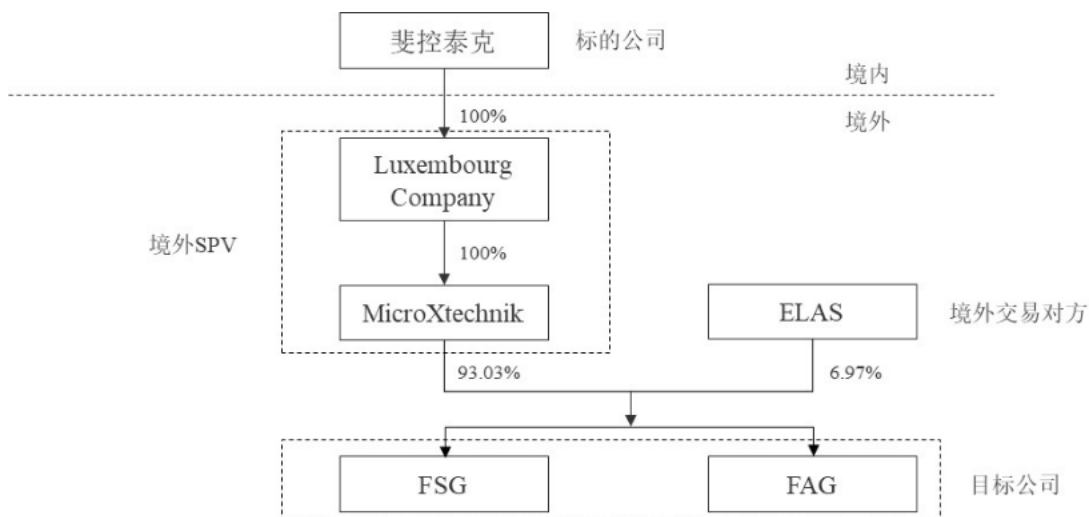 斐控泰克
标的公司
境内
境外
100%
Luxembourg
Company
境外SPV
100%
MicroXtechnik
ELAS
境外交易对方
93.03%
6.97%
FSG
FAG
目标公司